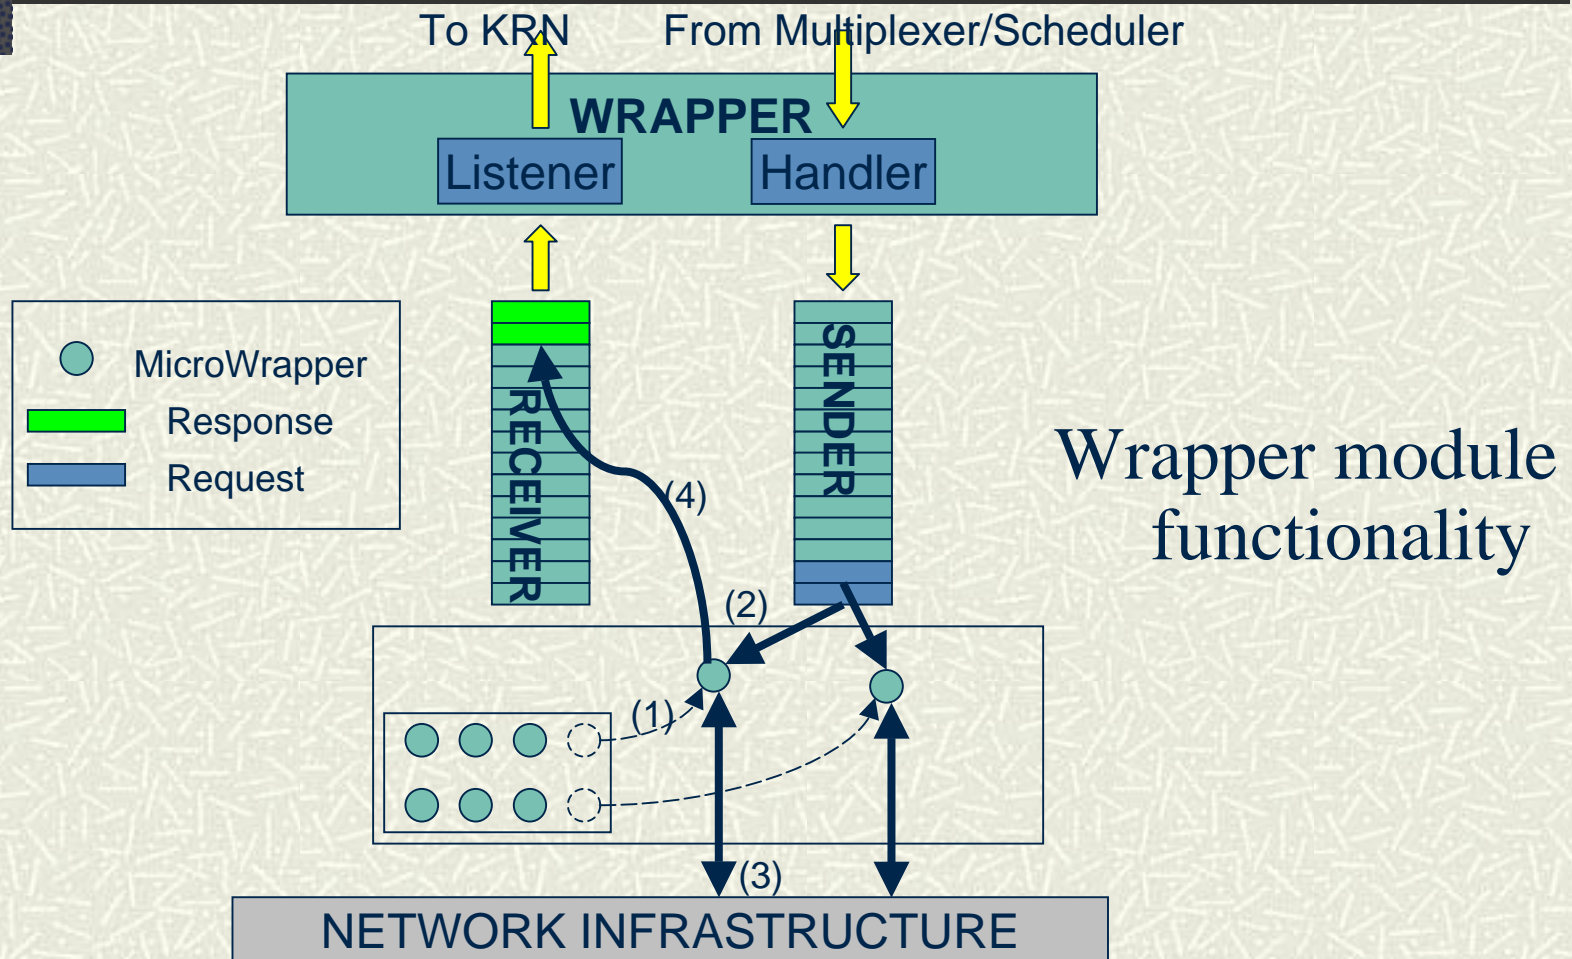 To KRN
From Multiplexer/Scheduler
WRAPPER
Listener
Handler
MicroWrapper
Response
Request
RECEIVER
SENDER
(4)
Wrapper module
functionality
(2)
(1)
(3)
NETWORK INFRASTRUCTURE